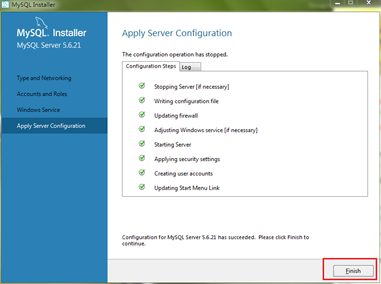 MySQL Installer
MySQL. Installer
MySQL Server 5.6.21
Type and Networking
Accounts and Roles
Windows Service
Apply Server Configuration
Apply Server Configuration
The configuration operation has stopped.
Configuration Steps Log
Stopping Server [if necessary]
Writing configuration file
Updating firewall
Adjusting Windows service [if necessary]
Starting Server
Applying security settings
Creating user accounts
Updating Start Menu Link
Configuration for MySQL Server 5.6.21 has succeeded. Please click Finish to
continue.
Finish